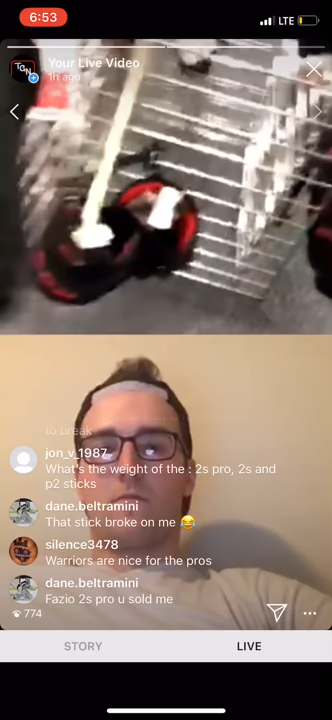 6:53
LTE
TGN
Your Live Video
1h ago
to break
jon_v_1987
What's the weight of the : 2s pro, 2s and
p2 sticks
dane.beltramini
That stick broke on me 😂
silence3478
Warriors are nice for the pros
dane.beltramini
Fazio 2s pro u sold me
774
STORY
LIVE